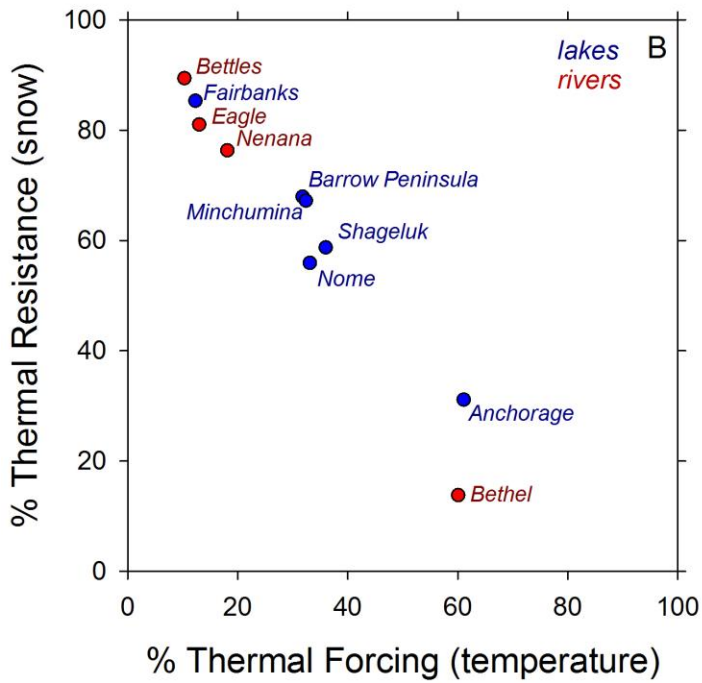 100
B
lakes
rivers
Bettles
Fairbanks
Eagle
Nenana
80
Barrow Peninsula
Minchumina
Shageluk
60
Nome
40
Anchorage
20
Bethel
0
0 20 40 60 80 100
% Thermal Resistance (snow)
% Thermal Forcing (temperature)